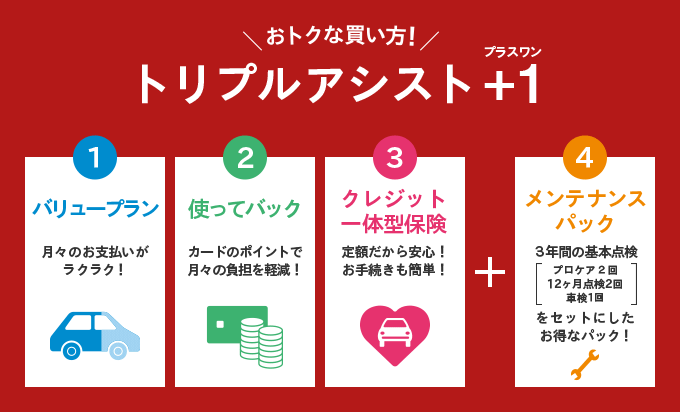 おトクな買い方!
プラスワン
トリプルアシスト+1
1
バリュープラン
月々のお支払いが
ラクラク!
2
使ってバック
カードのポイントで
月々の負担を軽減!
3
クレジット
一体型保険
定額だから安心!
お手続きも簡単!
+
4
メンテナンス
パック
3年間の基本点検
プロケア2回
12ヶ月点検2回
車検1回
をセットにした
お得なパック!